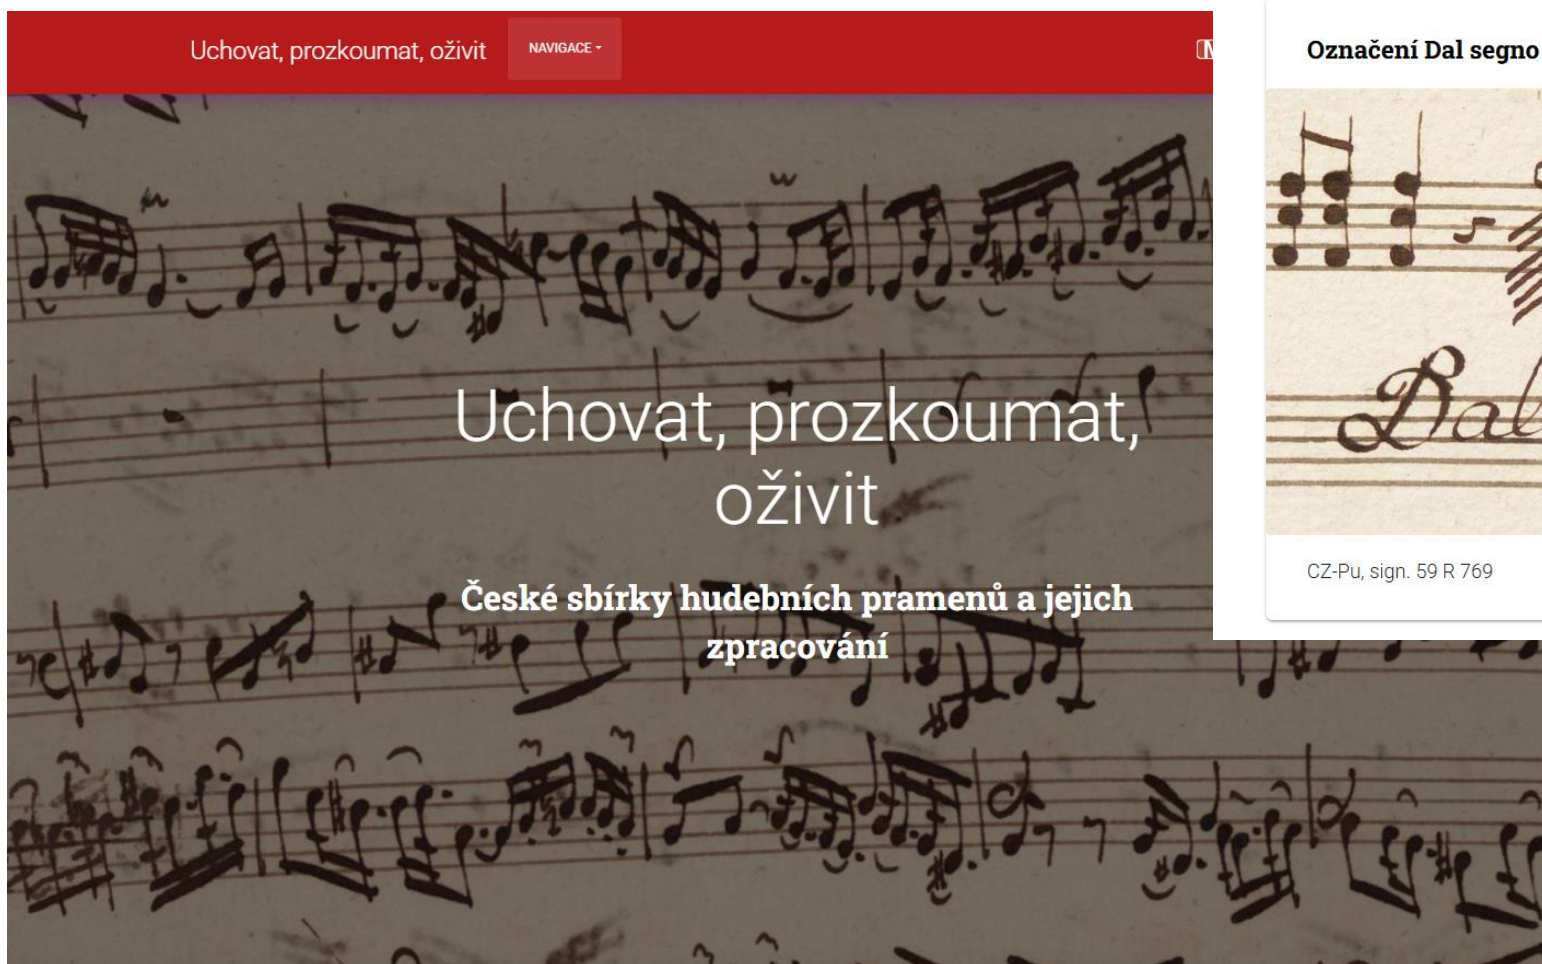 Uchovat, prozkoumat, oživit
NAVIGACE
Uchovat, prozkoumat,
oživit
České sbírky hudebních pramenů a jejich
zpracování
Označení Dal segno
Dal
CZ-Pu, sign. 59 R 769